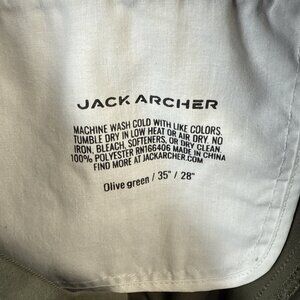 JACK ARCHER
MACHINE WASH COLD WITH LIKE COLORS.
TUMBLE DRY IN LOW HEAT OR AIR DRY. NO
IRON, BLEACH, SOFTENERS, OR DRY CLEAN.
100% POLYESTER RN166406 MADE IN CHINA
FIND MORE AT JACKARCHER.COM
Olive green / 35" / 28"